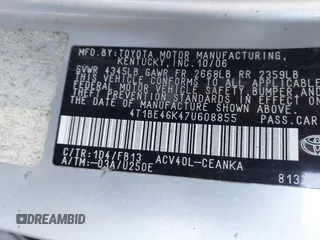 MFD. BY: TOYOTA MOTOR MANUFACTURING,
KENTUCKY, INC. 10/06
GVWR 4345LB GAWR FR 2668LB RR 2359LB
THIS VEHICLE CONFORMS TO ALL APPLICABLE
FEDERAL MOTOR VEHICLE SAFETY, BUMPER, AND
THEFT PREVENTION STANDARDS IN EFFECT ON
THE DATE OF MANUFACTURE SHOWN ABOVE.
4T1BE46K47U608855 PASS.CAR
C/TR: 1D4/FB13 ACV40L-CEANKA
A/TM: -03A/U250E
813
© AUTOBIDMASTER